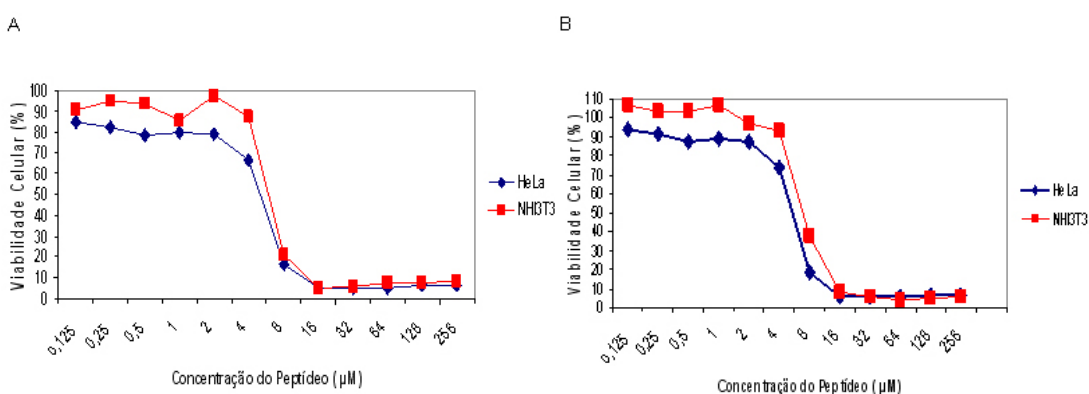 A
100
90
80
70
60
50
40
30
20
10
0
Viabilidade Celular (%)
0,125 0,25 0,5 1 2 4 8 16 32 64 128 256
Concentração do Peptídeo (µM)
HeLa
NHI3T3
B
110
100
90
80
70
60
50
40
30
20
10
0
Viabilidade Celular (%)
0,125 0,25 0,5 1 2 4 8 16 32 64 128 256
Concentração do Peptídeo (µM)
HeLa
NHI3T3